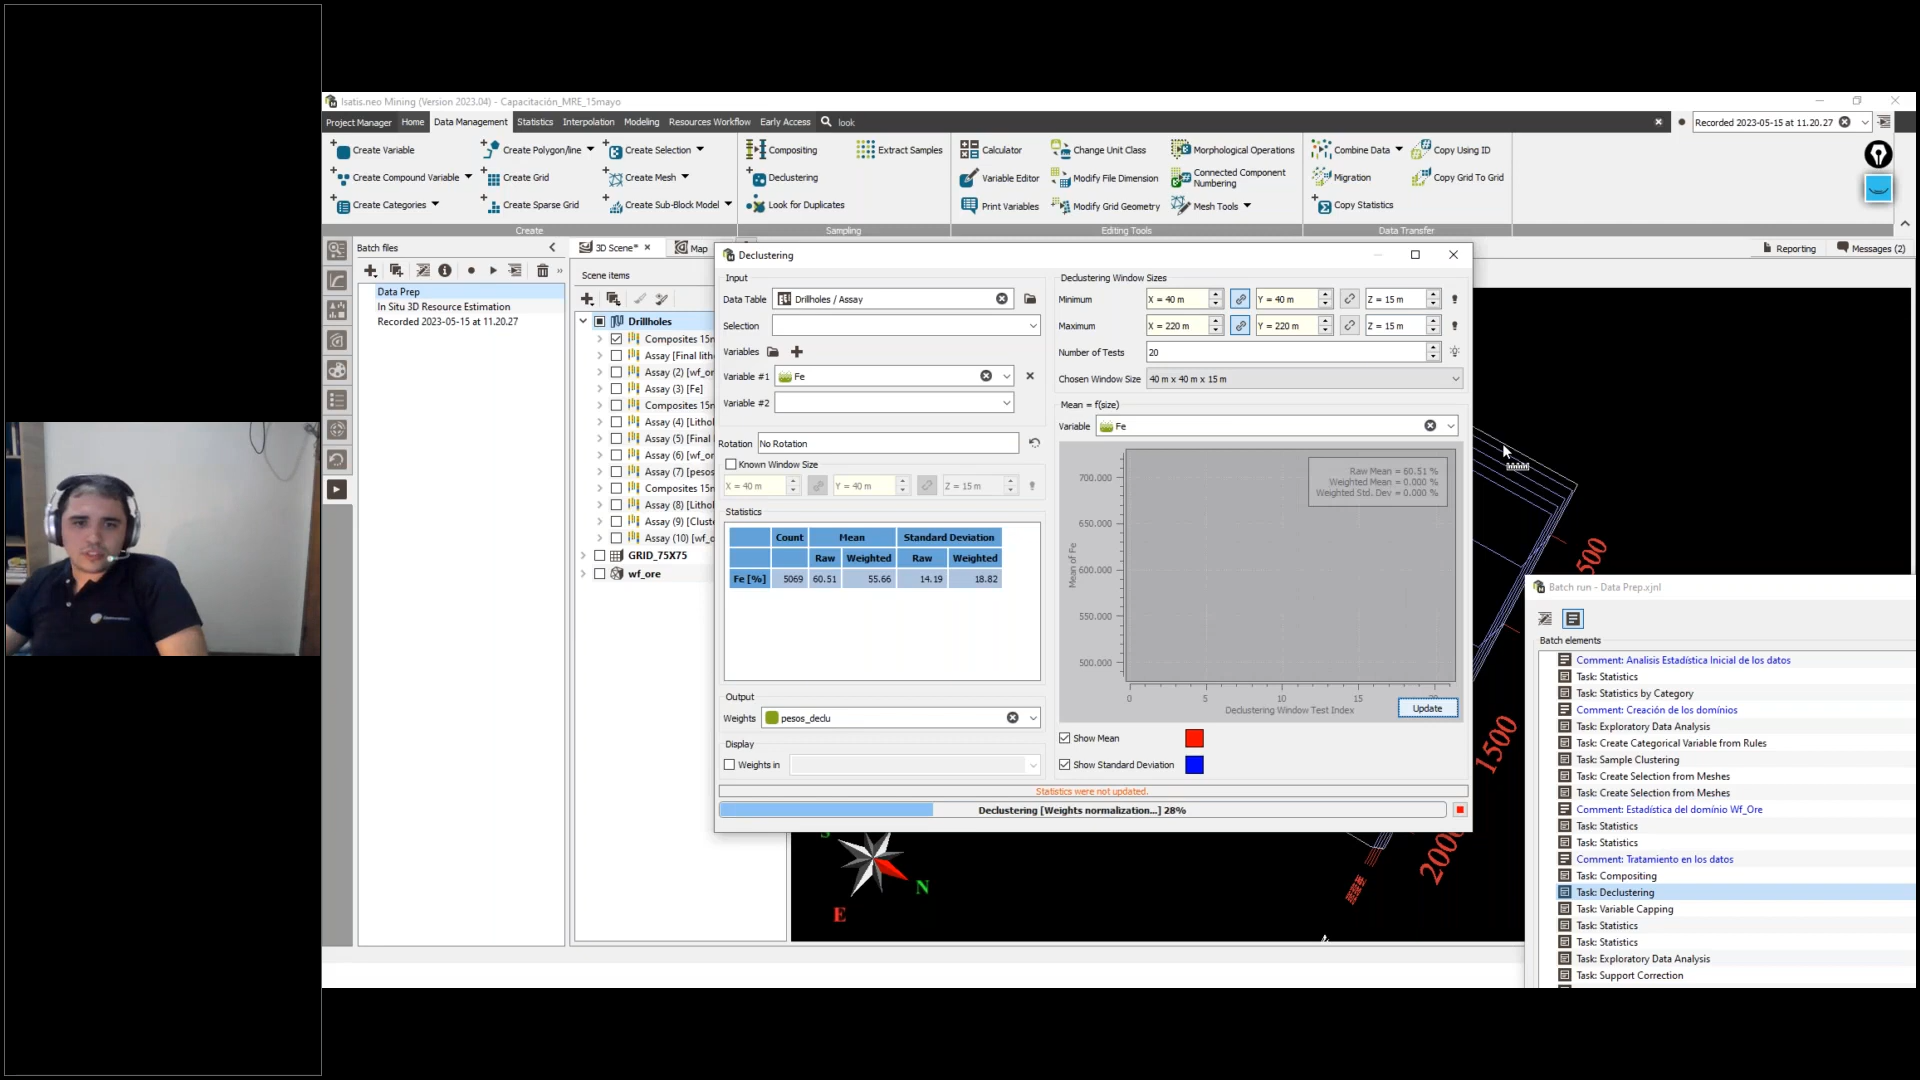 Isatis.neo Mining (Version 2023.04) - Capacitación_MRE_15mayo
Project Manager Home Data Management Statistics Interpolation Modeling Resources Workflow Early Access look
Recorded 2023-05-15 at 11.20.27
Create Variable Create Polygon/line Create Selection Compositing Extract Samples Calculator Change Unit Class Morphological Operations Combine Data Copy Using ID
Create Compound Variable Create Grid Create Mesh Declustering Variable Editor Modify File Dimension Connected Component Numbering Migration Copy Grid To Grid
Create Categories Create Sparse Grid Create Sub-Block Model Look for Duplicates Print Variables Modify Grid Geometry Mesh Tools Copy Statistics
Create Sampling Editing Tools Data Transfer
Batch files
3D Scene*
Map
Reporting
Messages (2)
Data Prep
In Situ 3D Resource Estimation
Recorded 2023-05-15 at 11.20.27
Scene items
Drillholes
Composites 15m
Assay [Final lith
Assay (2) [wf_or
Assay (3) [Fe]
Composites 15m
Assay (4) [Lithol
Assay (5) [Final
Assay (6) [wf_or
Assay (7) [pesos
Composites 15m
Assay (8) [Lithol
Assay (9) [Cluste
Assay (10) [wf_o
GRID_75X75
wf_ore
Declustering
Input
Data Table Drillholes / Assay
Selection
Variables
Variable #1 Fe
Variable #2
Rotation No Rotation
Known Window Size
X = 40 m Y = 40 m Z = 15 m
Statistics
Count Mean Standard Deviation
Raw Weighted Raw Weighted
Fe [%] 5069 60.51 55.66 14.19 18.82
Output
Weights pesos_declu
Display
Weights in
Declustering Window Sizes
Minimum X = 40 m Y = 40 m Z = 15 m
Maximum X = 220 m Y = 220 m Z = 15 m
Number of Tests 20
Chosen Window Size 40 m x 40 m x 15 m
Mean = f(size)
Variable Fe
Raw Mean = 60.51 %
Weighted Mean = 0.000 %
Weighted Std. Dev = 0.000 %
700.000
650.000
600.000
550.000
500.000
Mean of Fe
0 5 10 15 20
Declustering Window Test Index
Update
Show Mean
Show Standard Deviation
Statistics were not updated.
Declustering [Weights normalization...] 28%
500
1500
2000
S
N
E
Batch run - Data Prep.xjnl
Batch elements
Comment: Analisis Estadística Inicial de los datos
Task: Statistics
Task: Statistics by Category
Comment: Creación de los domínios
Task: Exploratory Data Analysis
Task: Create Categorical Variable from Rules
Task: Sample Clustering
Task: Create Selection from Meshes
Task: Create Selection from Meshes
Comment: Estadística del domínio Wf_Ore
Task: Statistics
Task: Statistics
Comment: Tratamiento en los datos
Task: Compositing
Task: Declustering
Task: Variable Capping
Task: Statistics
Task: Statistics
Task: Exploratory Data Analysis
Task: Support Correction